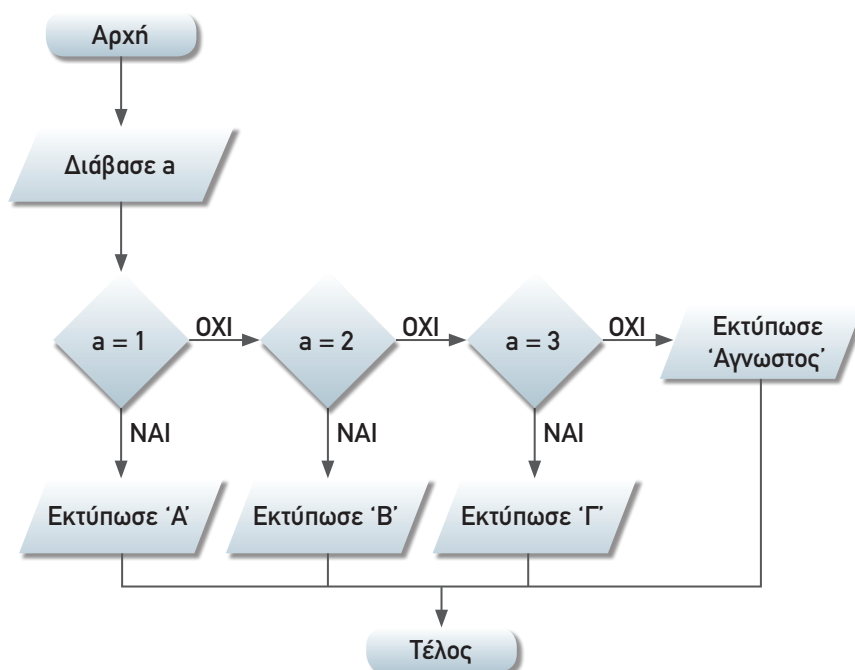 Αρχή
Διάβασε a
a = 1
ΟΧΙ
a = 2
ΟΧΙ
a = 3
ΟΧΙ
Εκτύπωσε
‘Αγνωστος’
ΝΑΙ
ΝΑΙ
ΝΑΙ
Εκτύπωσε ‘Α’
Εκτύπωσε ‘Β’
Εκτύπωσε ‘Γ’
Τέλος